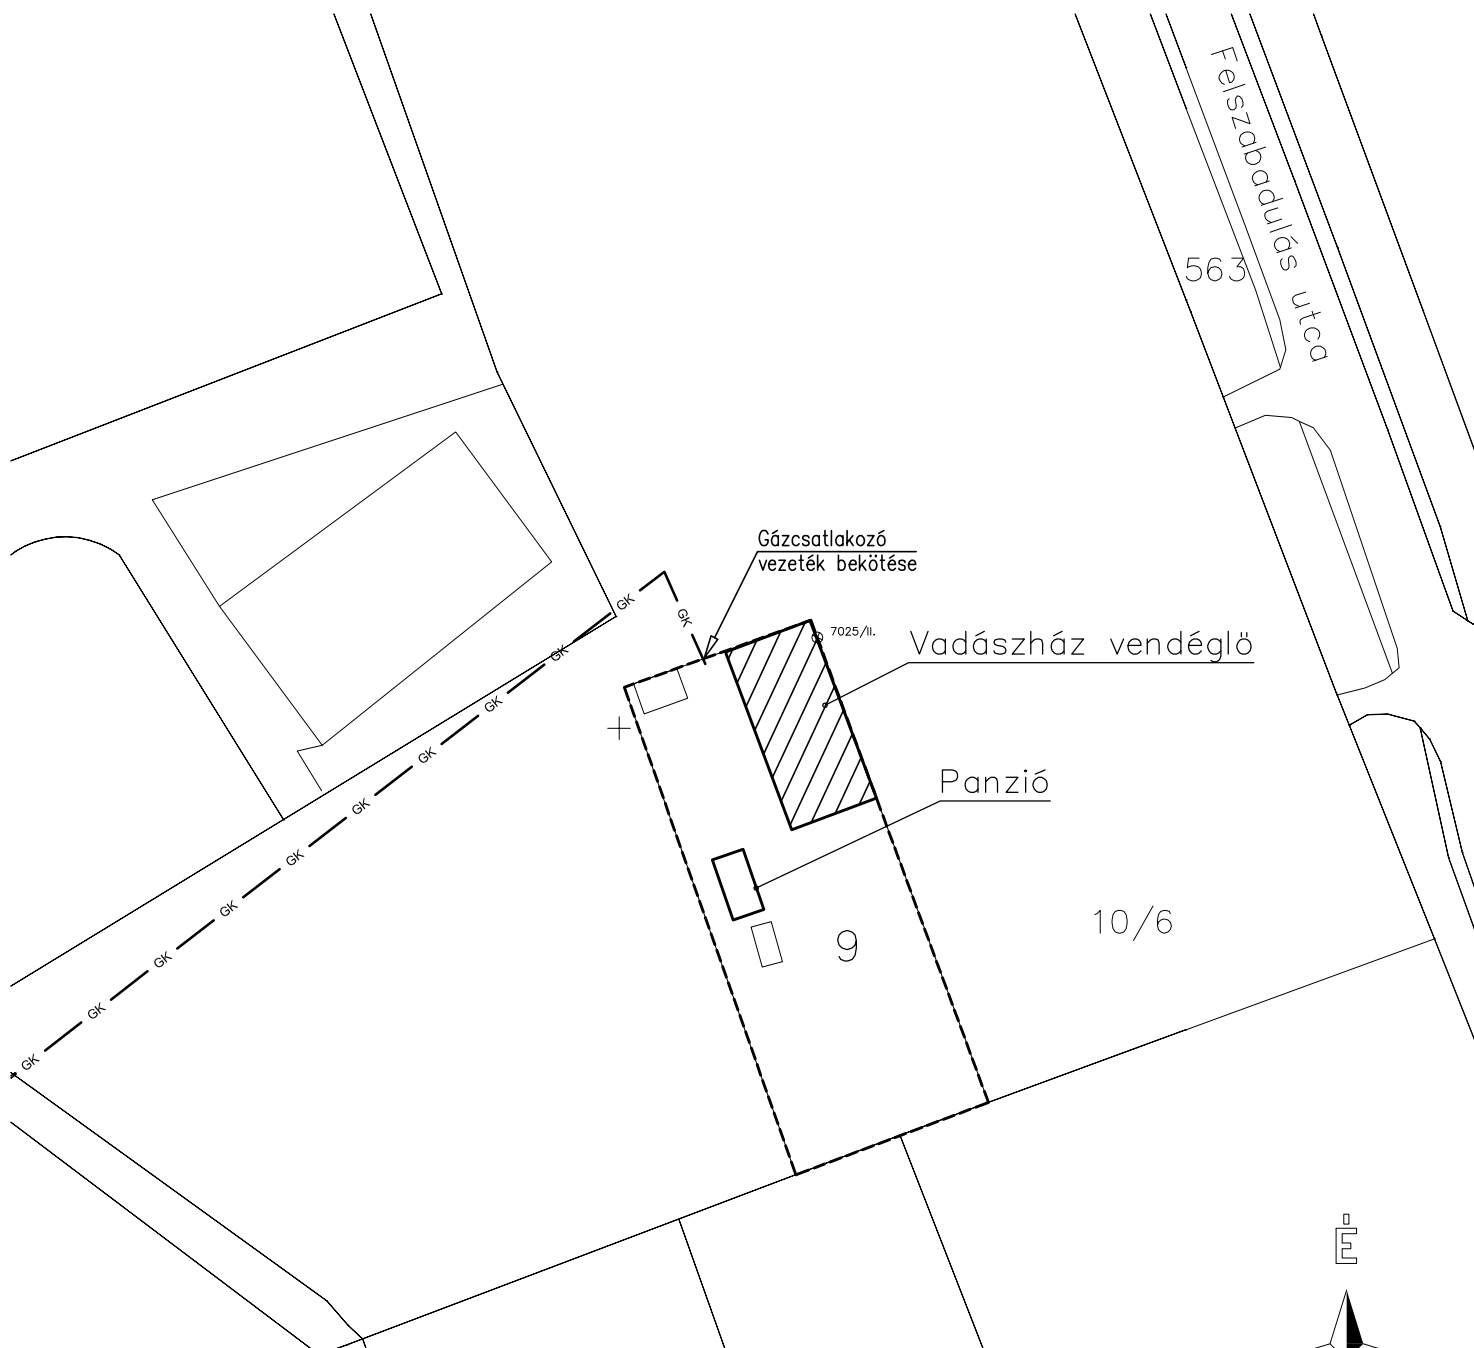 Felszabadulás utca
563
Gázcsatlakozó
vezeték bekötése
GK
GK
GK
GK
GK
GK
GK
GK
GK
GK
GK
GK
7025/II.
Vadászház vendéglö
Panzió
10/6
9
É